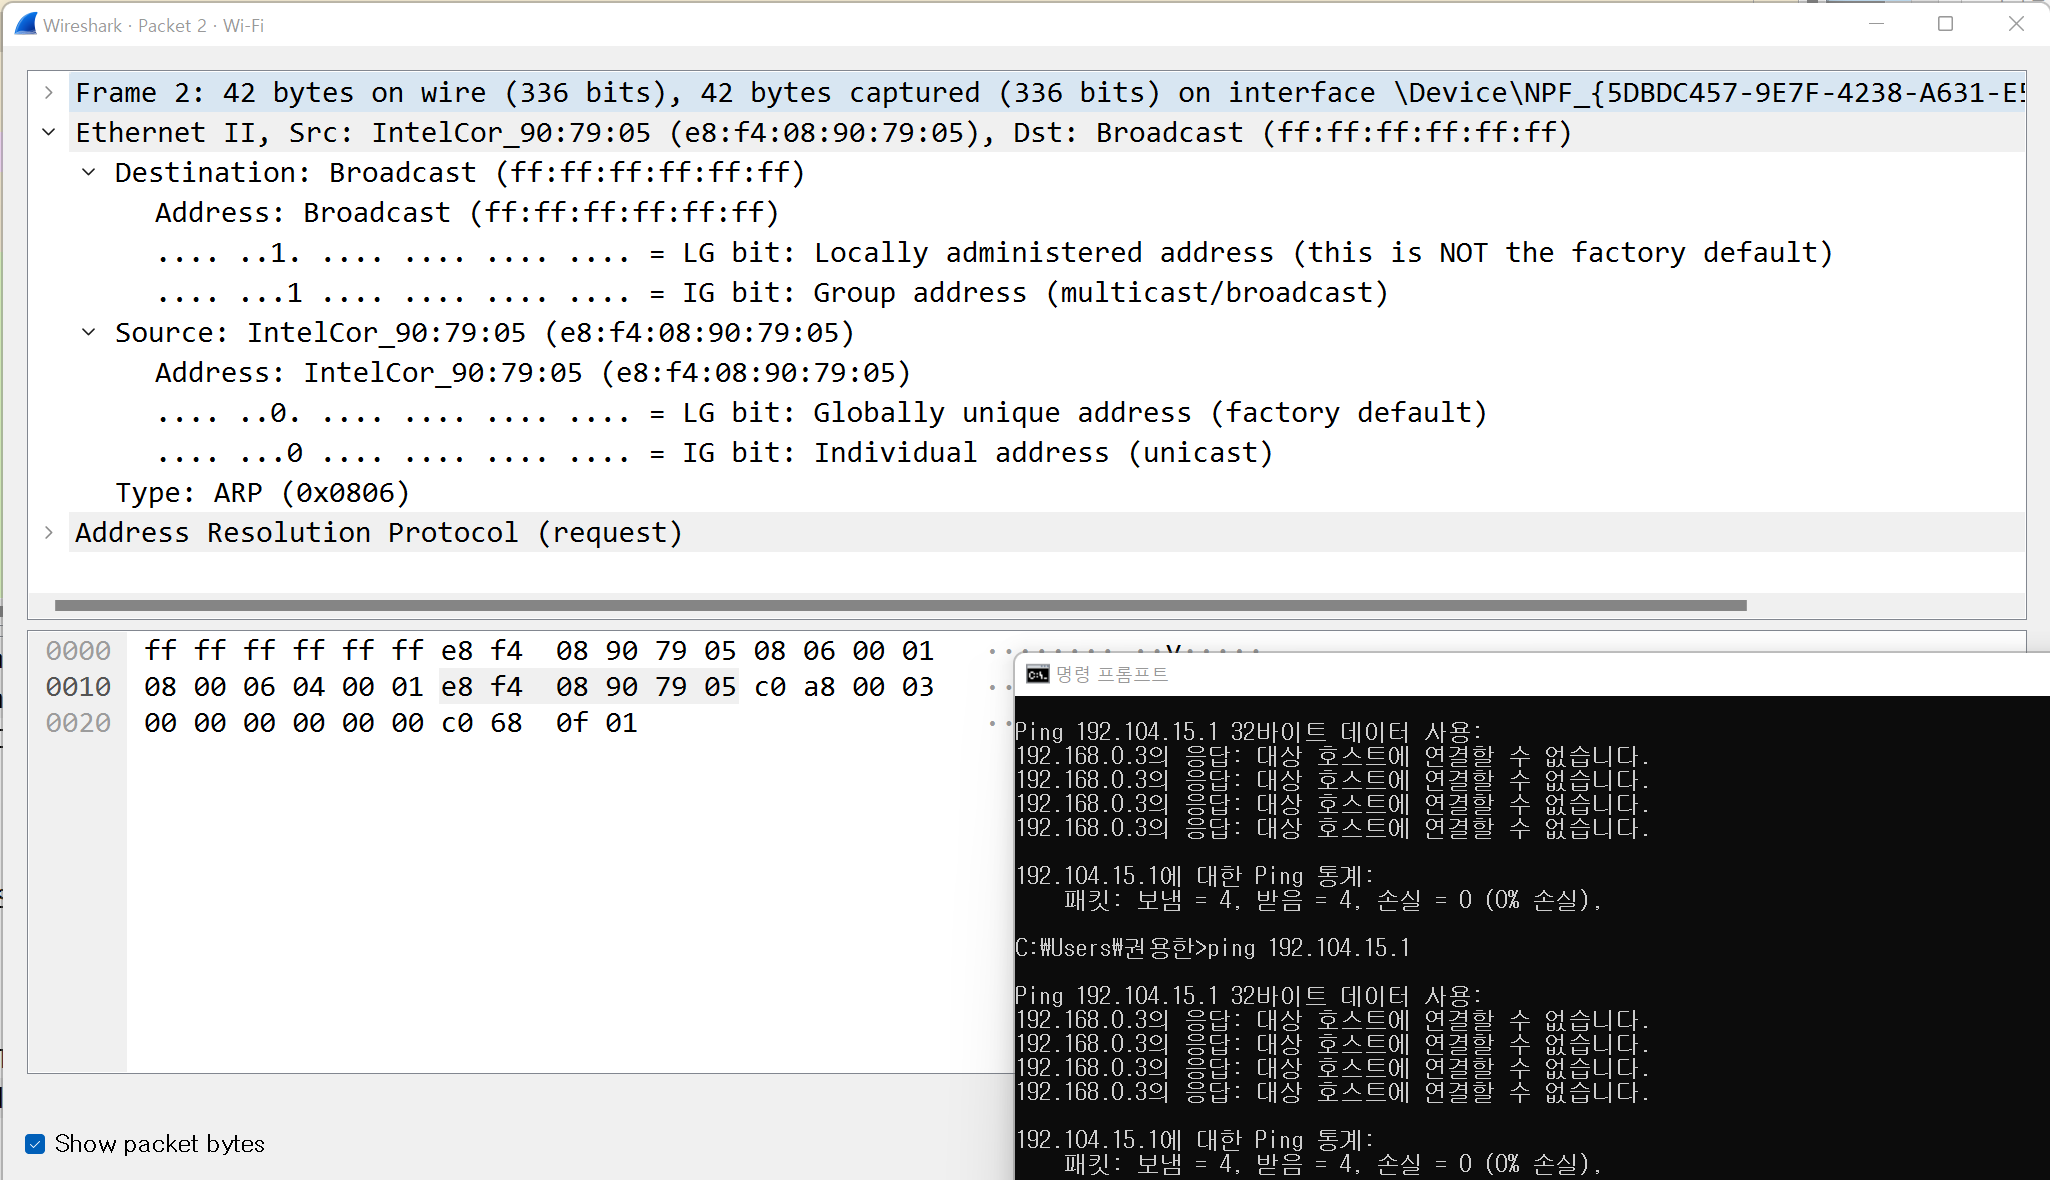 Wireshark · Packet 2 · Wi-Fi
Frame 2: 42 bytes on wire (336 bits), 42 bytes captured (336 bits) on interface \Device\NPF_{5DBDC457-9E7F-4238-A631-E5
Ethernet II, Src: IntelCor_90:79:05 (e8:f4:08:90:79:05), Dst: Broadcast (ff:ff:ff:ff:ff:ff)
Destination: Broadcast (ff:ff:ff:ff:ff:ff)
Address: Broadcast (ff:ff:ff:ff:ff:ff)
.... ..1. .... .... .... .... = LG bit: Locally administered address (this is NOT the factory default)
.... ...1 .... .... .... .... = IG bit: Group address (multicast/broadcast)
Source: IntelCor_90:79:05 (e8:f4:08:90:79:05)
Address: IntelCor_90:79:05 (e8:f4:08:90:79:05)
.... ..0. .... .... .... .... = LG bit: Globally unique address (factory default)
.... ...0 .... .... .... .... = IG bit: Individual address (unicast)
Type: ARP (0x0806)
Address Resolution Protocol (request)
0000 ff ff ff ff ff ff e8 f4 08 90 79 05 08 06 00 01 ········ ··y·····
0010 08 00 06 04 00 01 e8 f4 08 90 79 05 c0 a8 00 03
0020 00 00 00 00 00 00 c0 68 0f 01
명령 프롬프트
Ping 192.104.15.1 32바이트 데이터 사용:
192.168.0.3의 응답: 대상 호스트에 연결할 수 없습니다.
192.168.0.3의 응답: 대상 호스트에 연결할 수 없습니다.
192.168.0.3의 응답: 대상 호스트에 연결할 수 없습니다.
192.168.0.3의 응답: 대상 호스트에 연결할 수 없습니다.
192.104.15.1에 대한 Ping 통계:
패킷: 보냄 = 4, 받음 = 4, 손실 = 0 (0% 손실),
C:₩Users₩권용한>ping 192.104.15.1
Ping 192.104.15.1 32바이트 데이터 사용:
192.168.0.3의 응답: 대상 호스트에 연결할 수 없습니다.
192.168.0.3의 응답: 대상 호스트에 연결할 수 없습니다.
192.168.0.3의 응답: 대상 호스트에 연결할 수 없습니다.
192.168.0.3의 응답: 대상 호스트에 연결할 수 없습니다.
192.104.15.1에 대한 Ping 통계:
패킷: 보냄 = 4, 받음 = 4, 손실 = 0 (0% 손실),
Show packet bytes